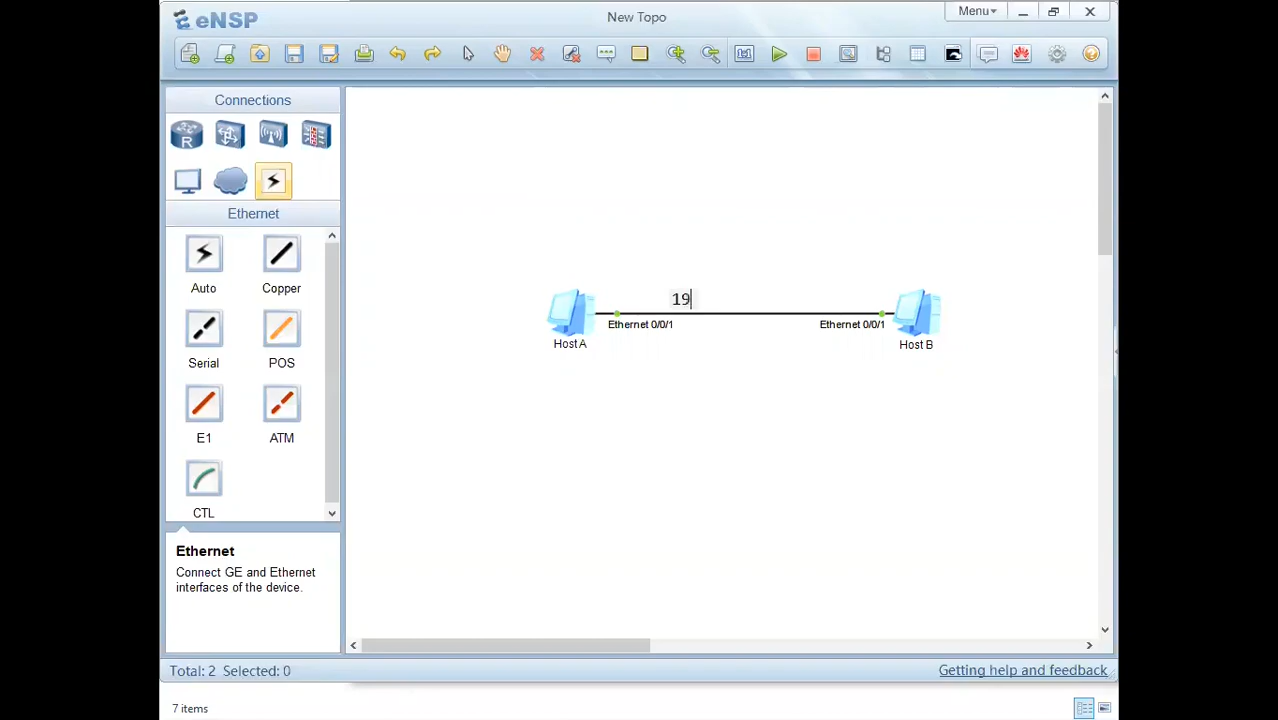 eNSP
New Topo
Menu
Connections
R
Ethernet
Auto
Copper
Serial
POS
E1
ATM
CTL
Ethernet
Connect GE and Ethernet
interfaces of the device.
19
Ethernet 0/0/1
Ethernet 0/0/1
Host A
Host B
Total: 2 Selected: 0
Getting help and feedback
7 items